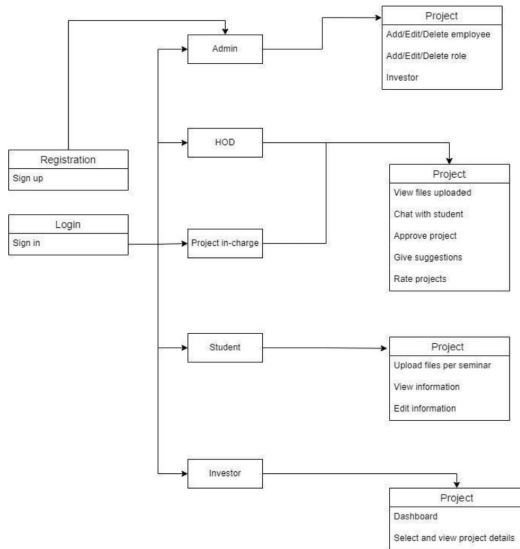 Project
Add/Edit/Delete employee
Add/Edit/Delete role
Investor
Admin
Registration
Sign up
HOD
Project
View files uploaded
Chat with student
Approve project
Give suggestions
Rate projects
Login
Sign in
Project in-charge
Student
Project
Upload files per seminar
View information
Edit information
Investor
Project
Dashboard
Select and view project details